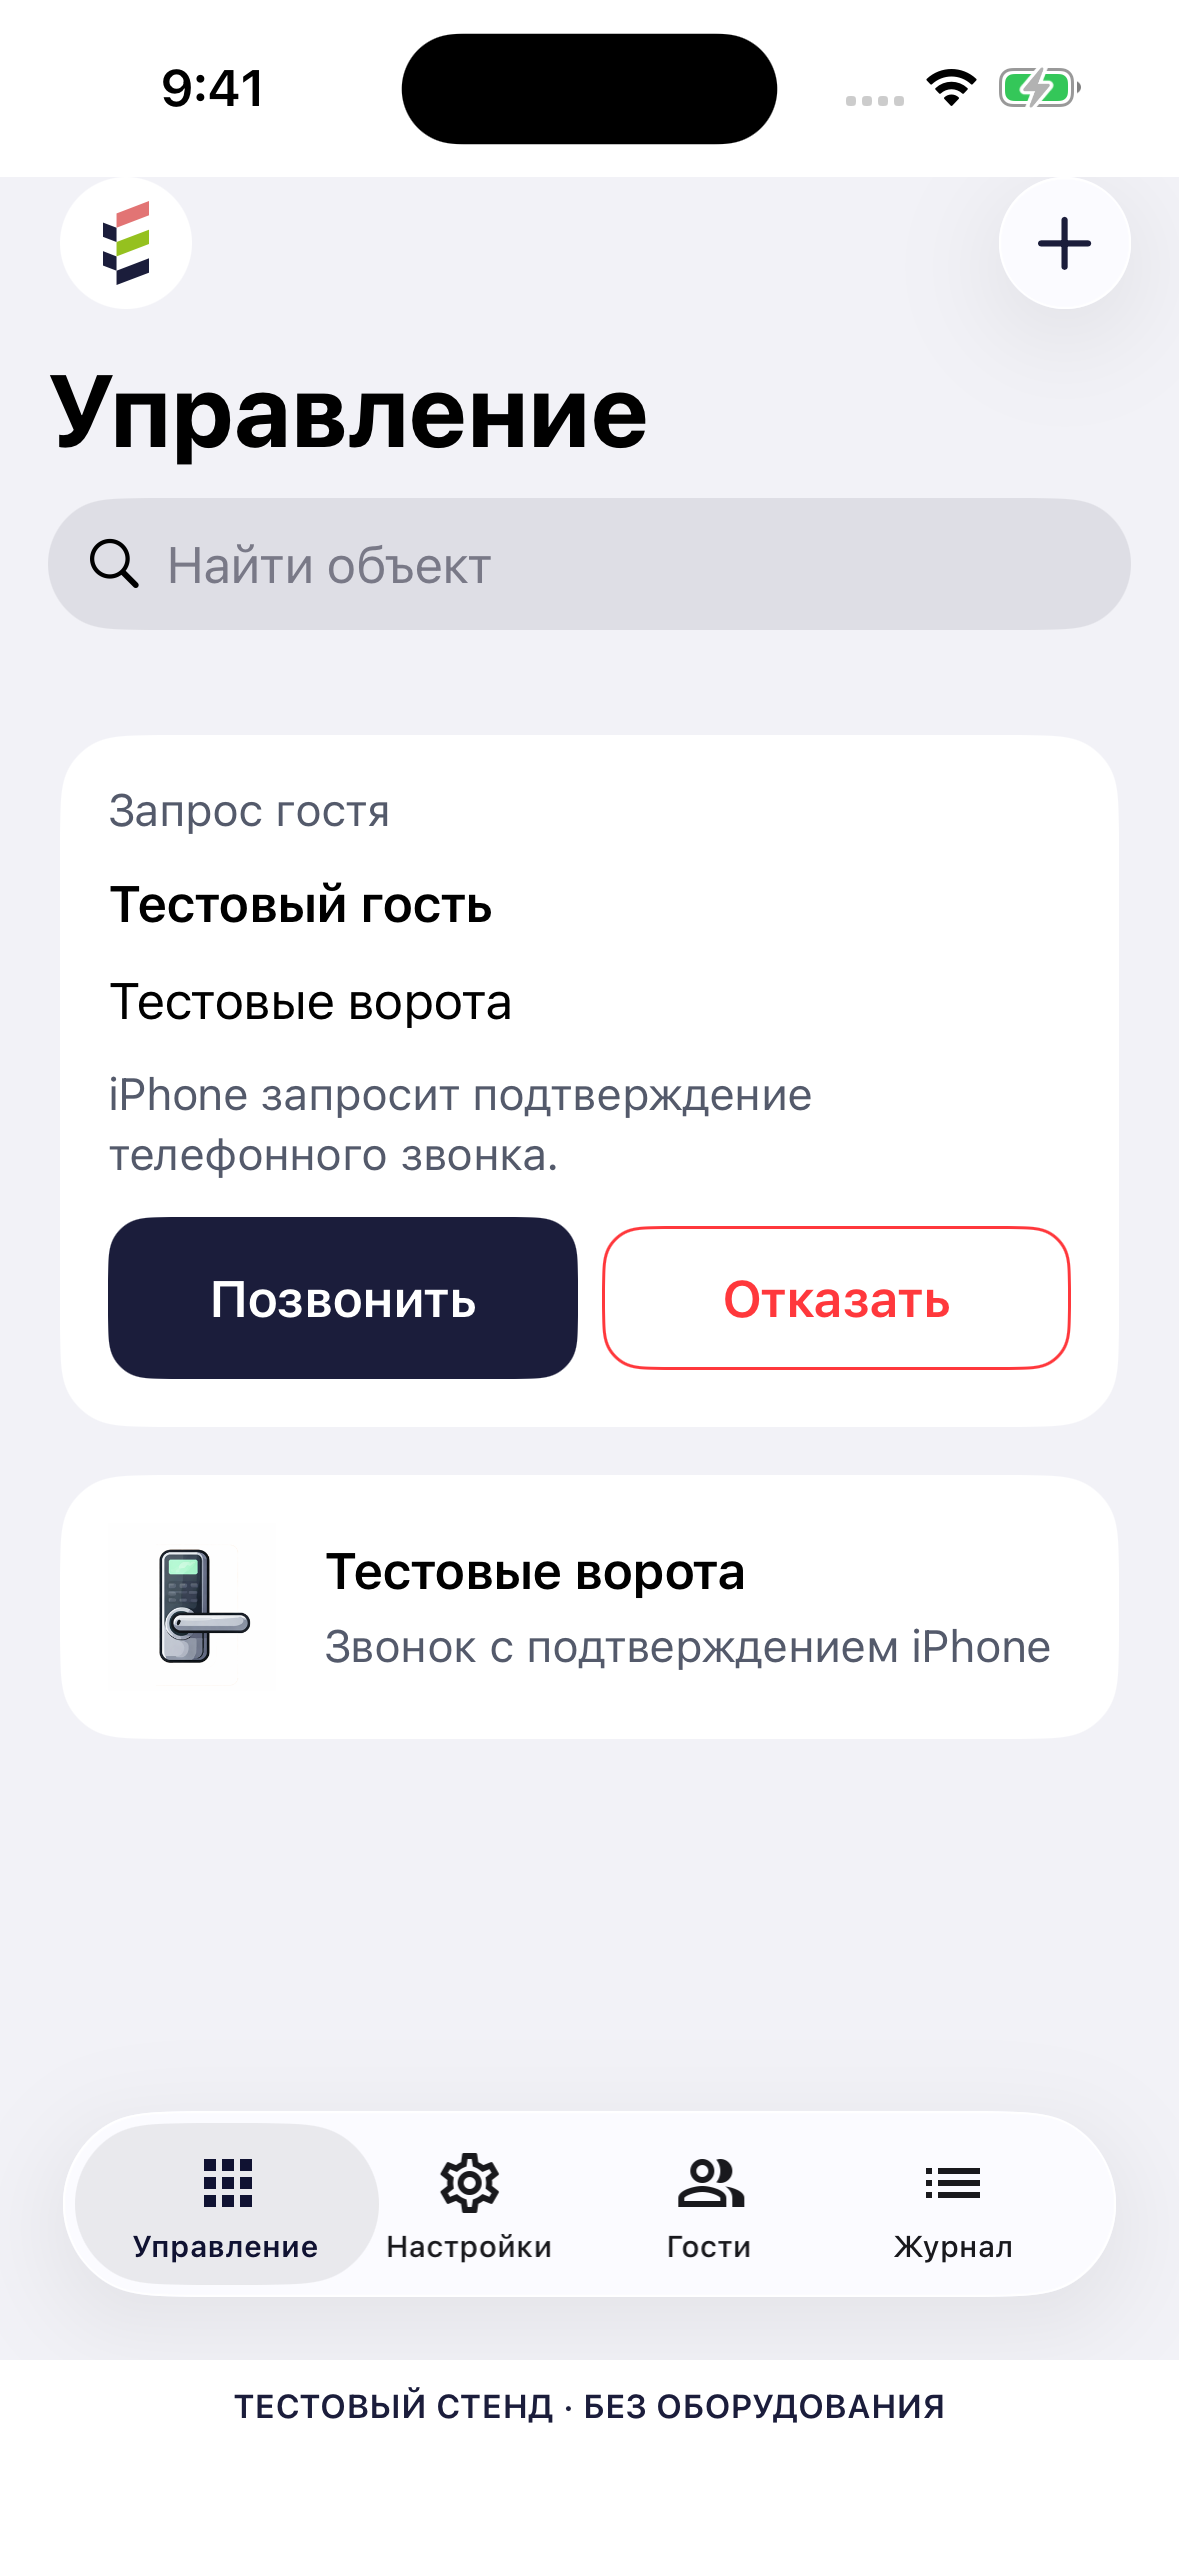 9:41
Управление
Найти объект
Запрос гостя
Тестовый гость
Тестовые ворота
iPhone запросит подтверждение
телефонного звонка.
Позвонить
Отказать
Тестовые ворота
Звонок с подтверждением iPhone
Управление
Настройки
Гости
Журнал
ТЕСТОВЫЙ СТЕНД · БЕЗ ОБОРУДОВАНИЯ